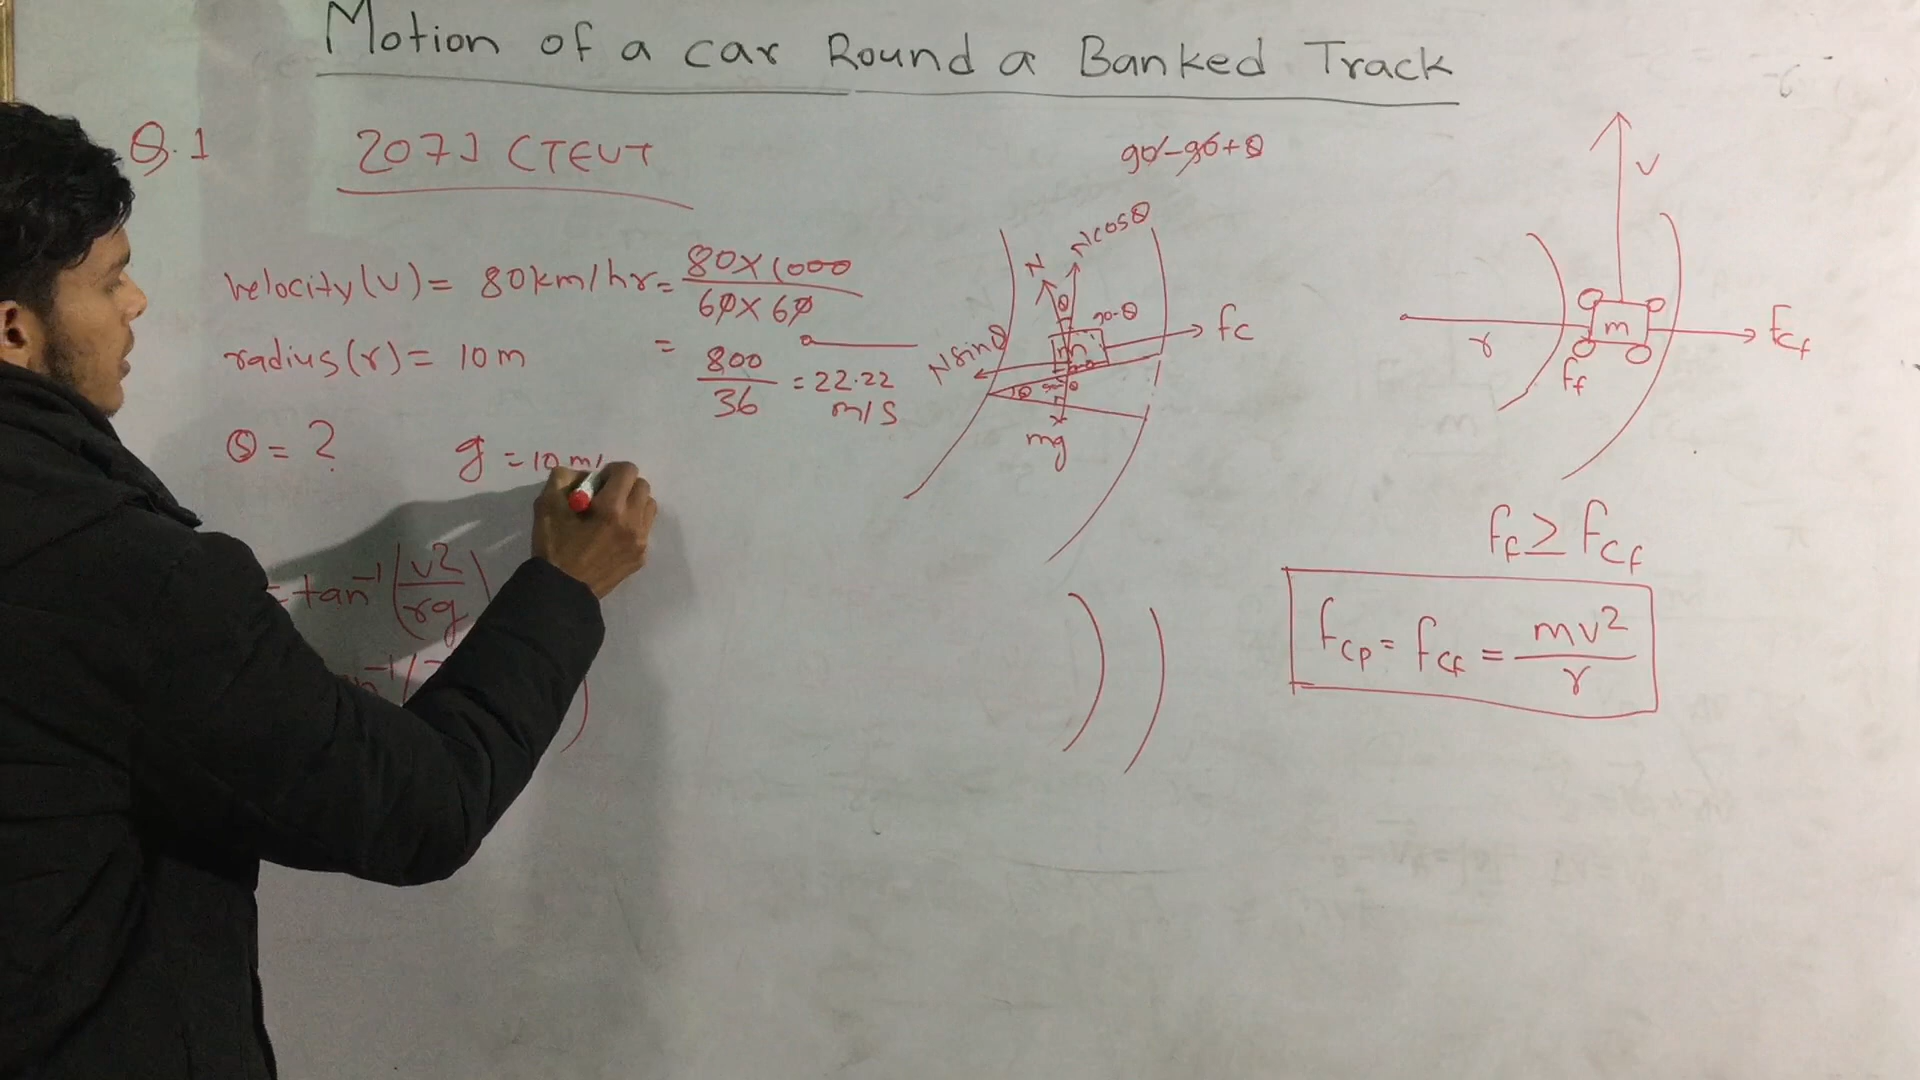 Motion of a car Round a Banked Track
Q.1 2071 CTEVT
velocity(v) = 80km/hr = 80×1000
60×60
radius(r) = 10m
= 800
36
= 22.22
m/s
θ = ?
g = 10 m/
= tan⁻¹ (v²
rg
90-90+θ
N
Ncosθ
θ
90-θ
fc
Nsinθ
m
θ
mg
v
m
r
Fcf
Ff
Ff ≥ Fcf
Fcp = Fcf = mv²
r